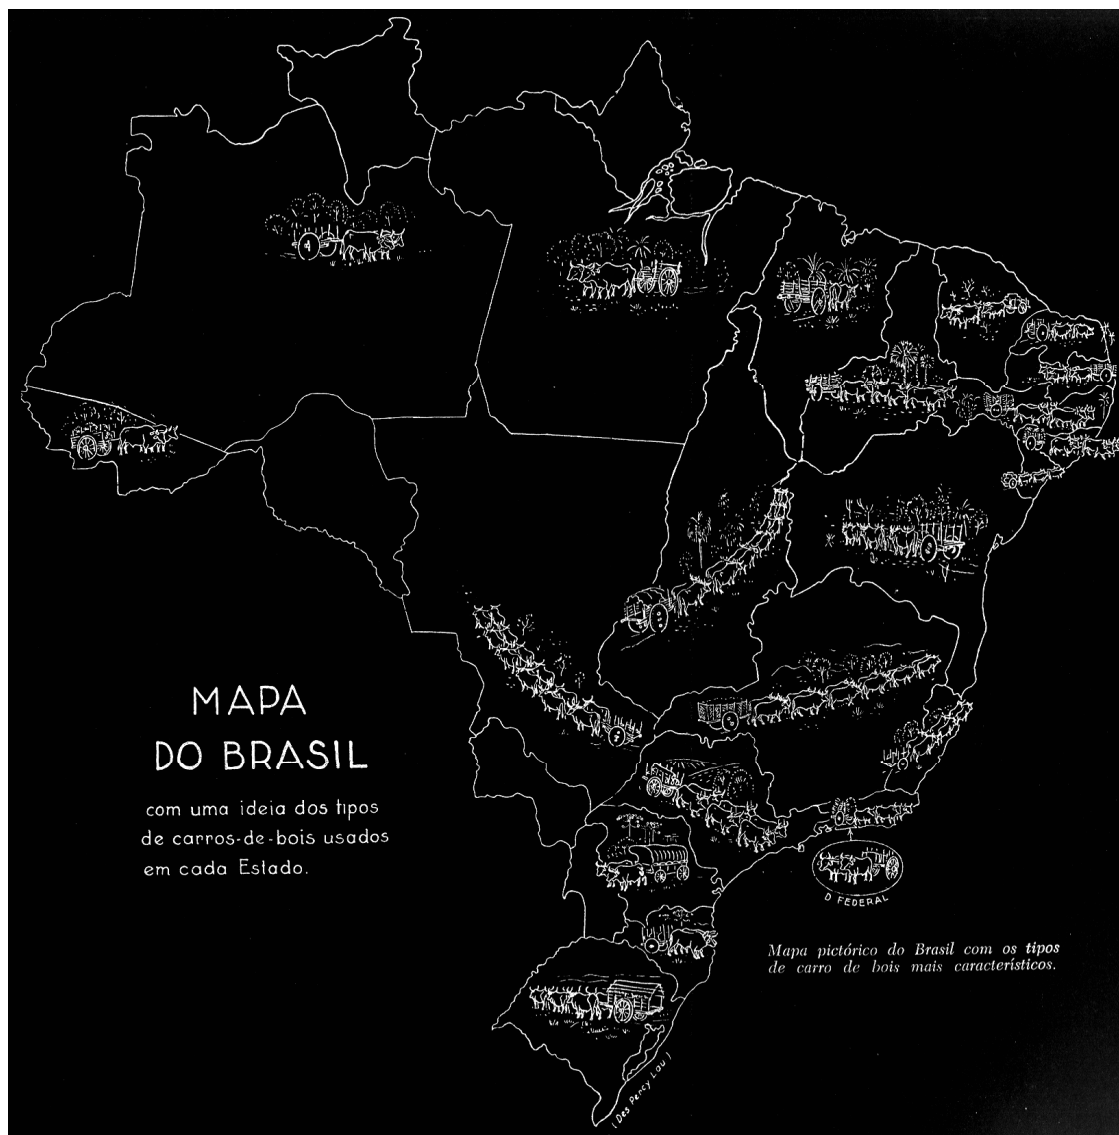 MAPA
DO BRASIL
com uma ideia dos tipos
de carros-de-bois usados
em cada Estado.
D FEDERAL
Mapa pictórico do Brasil com os tipos
de carro de bois mais característicos.
(Des Percy Lau)